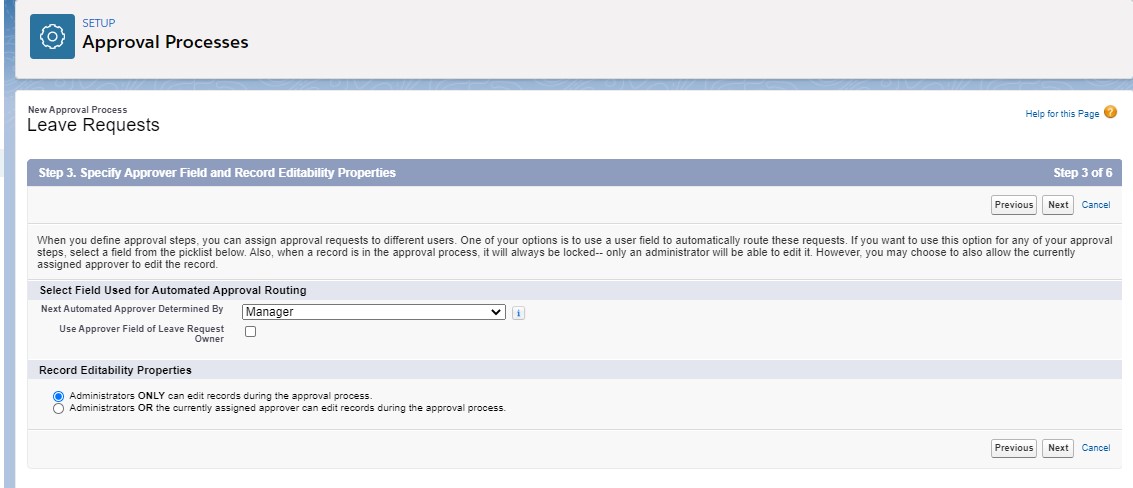 SETUP
Approval Processes
New Approval Process
Leave Requests
Help for this Page ?
Step 3. Specify Approver Field and Record Editability Properties Step 3 of 6
Previous Next Cancel
When you define approval steps, you can assign approval requests to different users. One of your options is to use a user field to automatically route these requests. If you want to use this option for any of your approval
steps, select a field from the picklist below. Also, when a record is in the approval process, it will always be locked-- only an administrator will be able to edit it. However, you may choose to also allow the currently
assigned approver to edit the record.
Select Field Used for Automated Approval Routing
Next Automated Approver Determined By Manager i
Use Approver Field of Leave Request
Owner
Record Editability Properties
Administrators ONLY can edit records during the approval process.
Administrators OR the currently assigned approver can edit records during the approval process.
Previous Next Cancel